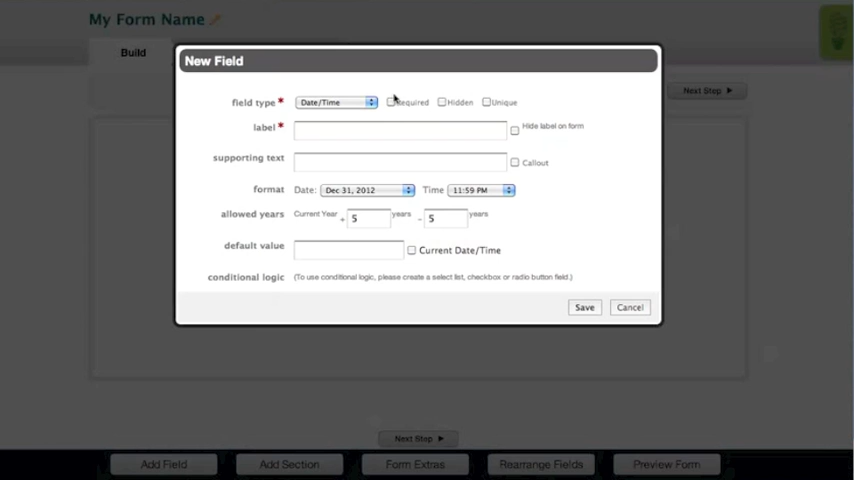 My Form Name
Build
New Field
Next Step ▶
field type * Date/Time Required Hidden Unique
label * Hide label on form
supporting text Callout
format Date: Dec 31, 2012 Time 11:59 PM
allowed years Current Year + 5 years - 5 years
default value Current Date/Time
conditional logic (To use conditional logic, please create a select list, checkbox or radio button field.)
Save Cancel
Next Step ▶
Add Field Add Section Form Extras Rearrange Fields Preview Form